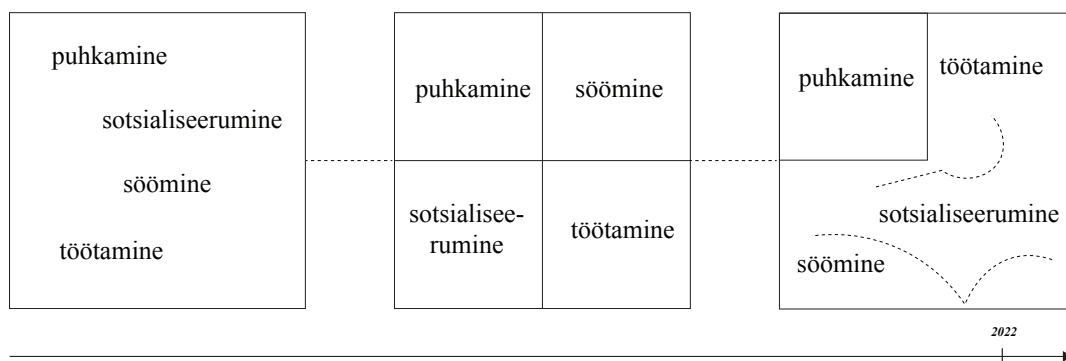 puhkamine
sotsialiseerumine
söömine
töötamine
puhkamine
söömine
sotsialisee-
rumine
töötamine
puhkamine
töötamine
sotsialiseerumine
söömine
2022